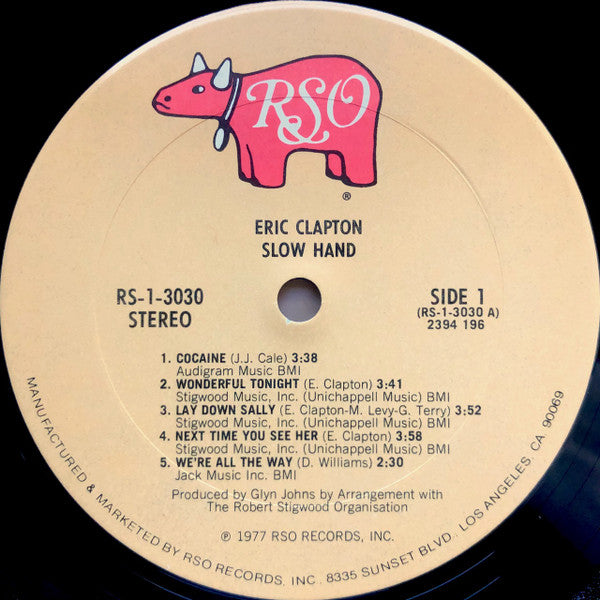 RSO
®
ERIC CLAPTON
SLOW HAND
RS-1-3030
STEREO
SIDE 1
(RS-1-3030 A)
2394 196
1. COCAINE (J.J. Cale) 3:38
Audigram Music BMI
2. WONDERFUL TONIGHT (E. Clapton) 3:41
Stigwood Music, Inc. (Unichappell Music) BMI
3. LAY DOWN SALLY (E. Clapton-M. Levy-G. Terry) 3:52
Stigwood Music, Inc. (Unichappell Music) BMI
4. NEXT TIME YOU SEE HER (E. Clapton) 3:58
Stigwood Music, Inc. (Unichappell Music) BMI
5. WE'RE ALL THE WAY (D. Williams) 2:30
Jack Music Inc. BMI
Produced by Glyn Johns by Arrangement with
The Robert Stigwood Organisation
℗ 1977 RSO RECORDS, INC.
MANUFACTURED & MARKETED BY RSO RECORDS, INC. 8335 SUNSET BLVD., LOS ANGELES, CA 90069